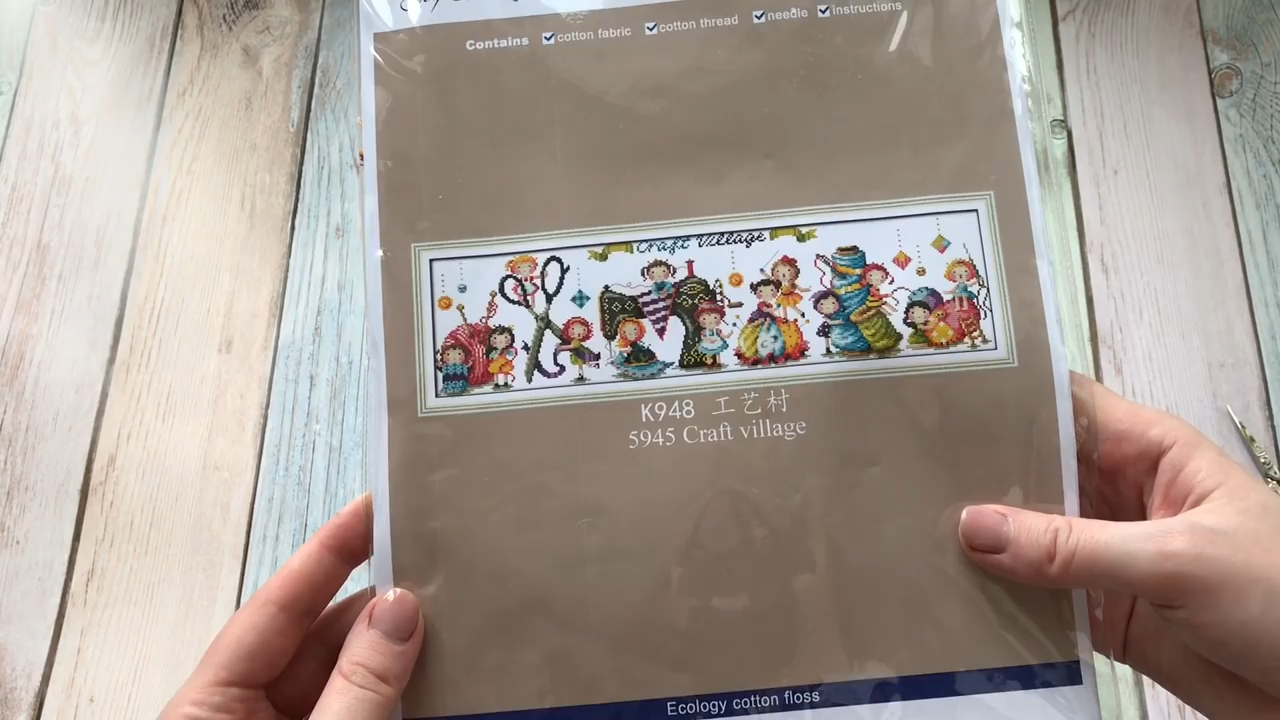 Contains cotton fabric cotton thread needle instructions
Craft Village
K948 工艺村
5945 Craft village
Ecology cotton floss